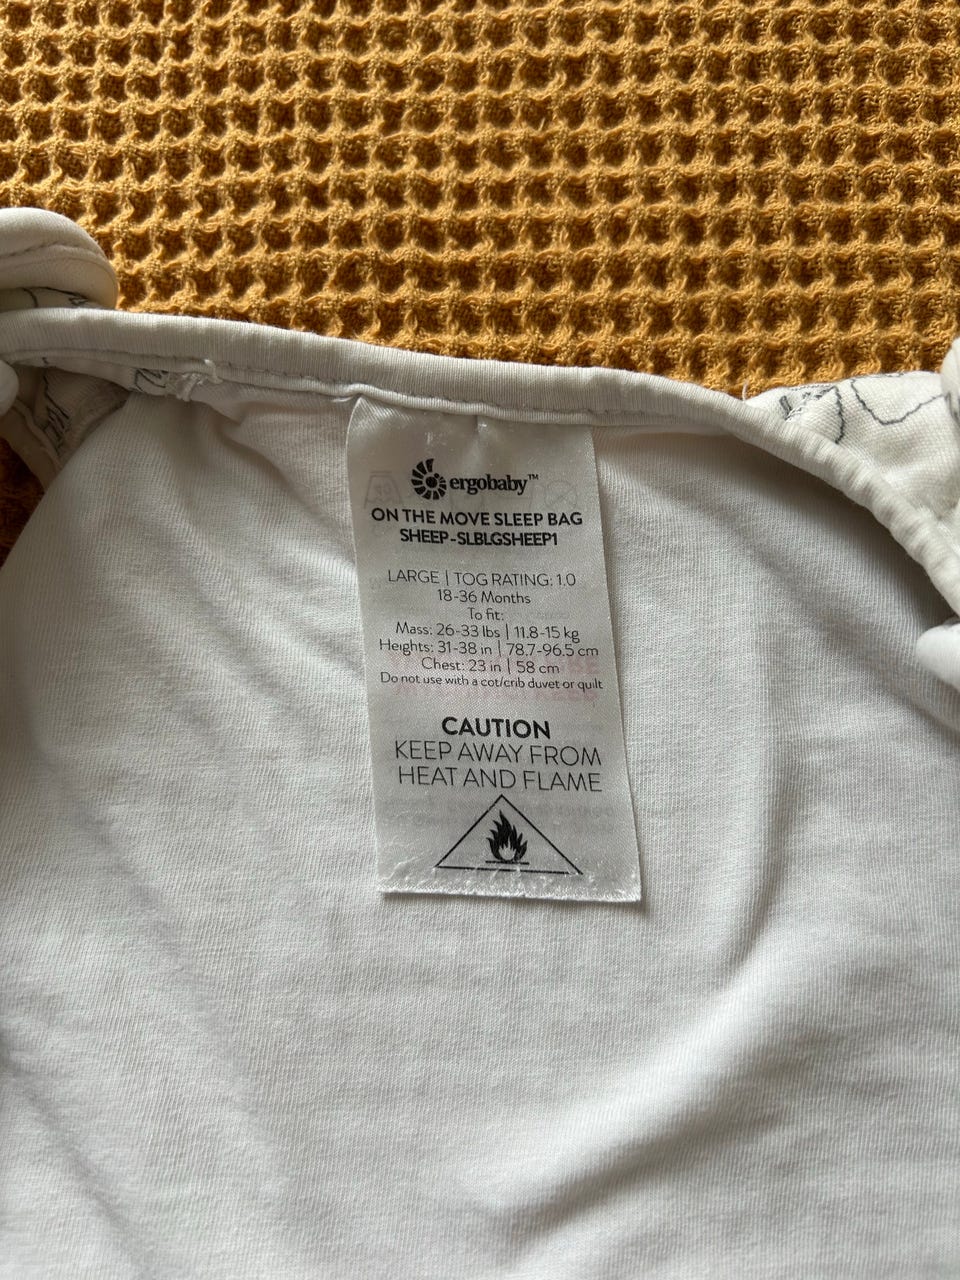 ergobaby™
ON THE MOVE SLEEP BAG
SHEEP-SLBLGSHEEP1
LARGE | TOG RATING: 1.0
18-36 Months
To fit:
Mass: 26-33 lbs | 11.8-15 kg
Heights: 31-38 in | 78.7-96.5 cm
Chest: 23 in | 58 cm
Do not use with a cot/crib duvet or quilt
CAUTION
KEEP AWAY FROM
HEAT AND FLAME